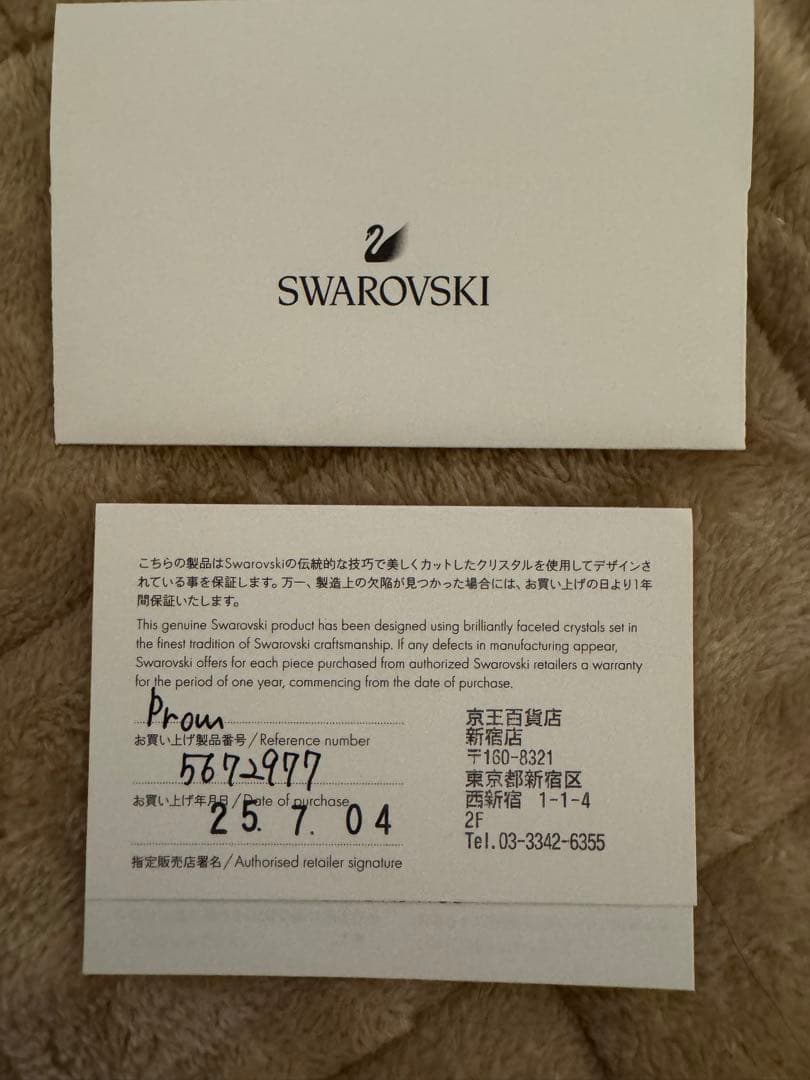 SWAROVSKI
こちらの製品はSwarovskiの伝統的な技巧で美しくカットしたクリスタルを使用してデザインさ
れている事を保証します。万一、製造上の欠陥が見つかった場合には、お買い上げの日より1年
間保証いたします。
This genuine Swarovski product has been designed using brilliantly faceted crystals set in
the finest tradition of Swarovski craftsmanship. If any defects in manufacturing appear,
Swarovski offers for each piece purchased from authorized Swarovski retailers a warranty
for the period of one year, commencing from the date of purchase.
Prom
お買い上げ製品番号/Reference number
5672977
お買い上げ年月日/Date of purchase
25. 7. 04
指定販売店署名/Authorised retailer signature
京王百貨店
新宿店
〒160-8321
東京都新宿区
西新宿 1-1-4
2F
Tel.03-3342-6355